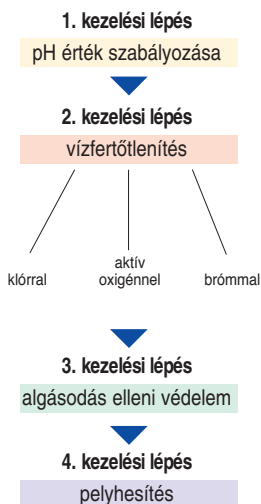 1. kezelési lépés
pH érték szabályozása
2. kezelési lépés
vízfertőtlenítés
klórral
aktív
oxigénnel
brómmal
3. kezelési lépés
algásodás elleni védelem
4. kezelési lépés
pelyhesítés